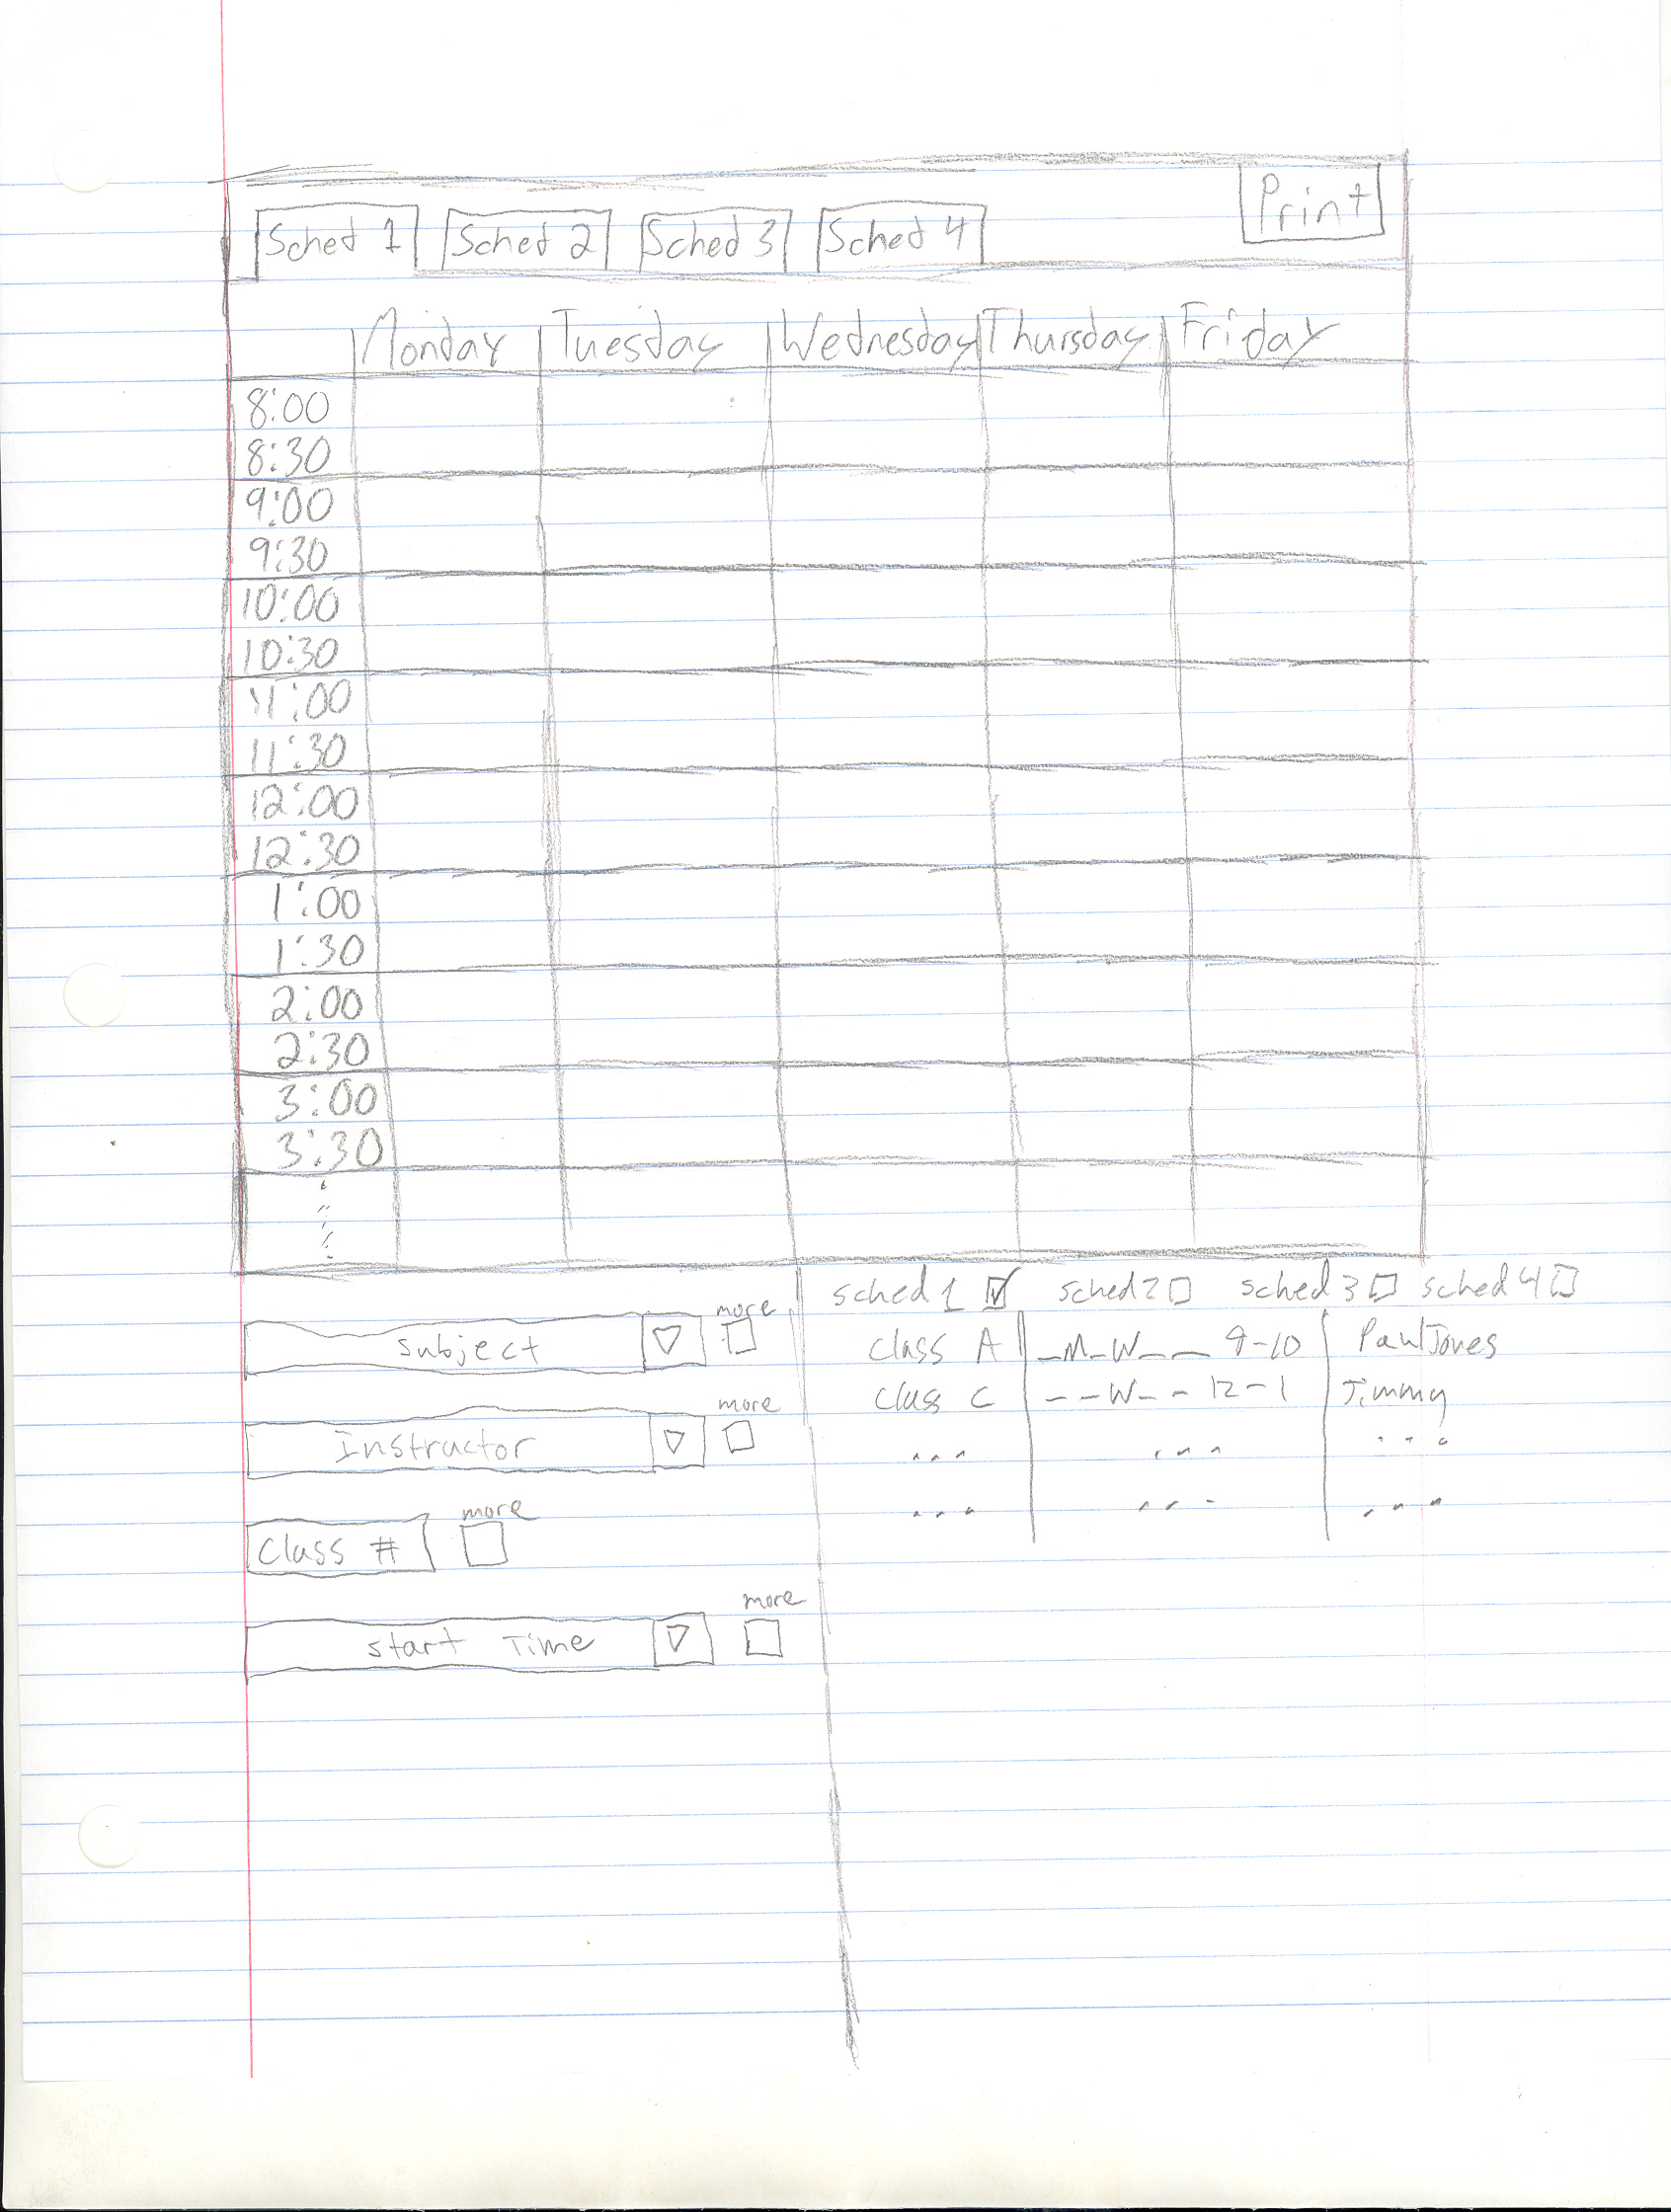 Sched 1 Sched 2 Sched 3 Sched 4 Print
Monday Tuesday Wednesday Thursday Friday
8:00
8:30
9:00
9:30
10:00
10:30
11:00
11:30
12:00
12:30
1:00
1:30
2:00
2:30
3:00
3:30
subject more
Instructor more
Class # more
start Time more
sched 1 sched 2 sched 3 sched 4
class A _M_W_ _ 9-10 Paul Jones
class C _ _W_ _ 12-1 Timmy
... ... ...
... ... ...